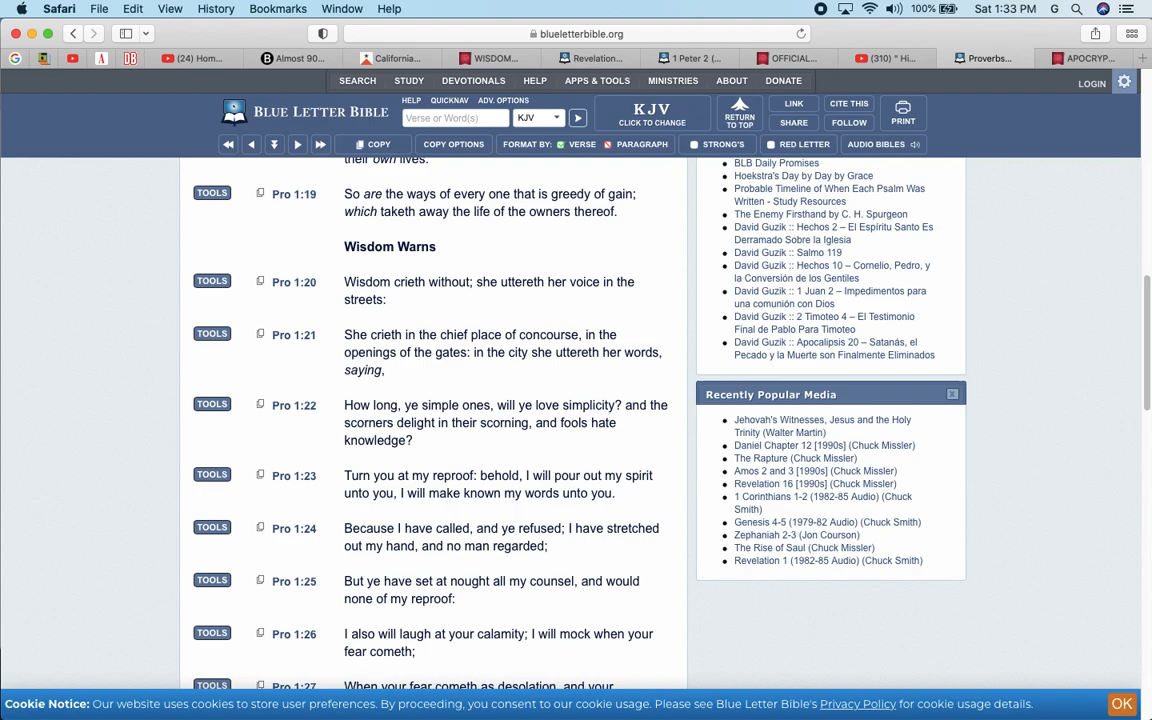 Safari File Edit View History Bookmarks Window Help 100% Sat 1:33 PM G
blueletterbible.org
(24) Hom... Almost 90... California... WISDOM... Revelation... 1 Peter 2 (... OFFICIAL... (310) " Hi... Proverbs... APOCRYP...
SEARCH STUDY DEVOTIONALS HELP APPS & TOOLS MINISTRIES ABOUT DONATE LOGIN
BLUE LETTER BIBLE
HELP QUICKNAV ADV. OPTIONS
Verse or Word(s) KJV
KJV
CLICK TO CHANGE
RETURN
TO TOP
LINK CITE THIS
SHARE FOLLOW
PRINT
COPY COPY OPTIONS FORMAT BY: VERSE PARAGRAPH STRONG'S RED LETTER AUDIO BIBLES
their own lives.
TOOLS Pro 1:19 So are the ways of every one that is greedy of gain;
which taketh away the life of the owners thereof.
Wisdom Warns
TOOLS Pro 1:20 Wisdom crieth without; she uttereth her voice in the
streets:
TOOLS Pro 1:21 She crieth in the chief place of concourse, in the
openings of the gates: in the city she uttereth her words,
saying,
TOOLS Pro 1:22 How long, ye simple ones, will ye love simplicity? and the
scorners delight in their scorning, and fools hate
knowledge?
TOOLS Pro 1:23 Turn you at my reproof: behold, I will pour out my spirit
unto you, I will make known my words unto you.
TOOLS Pro 1:24 Because I have called, and ye refused; I have stretched
out my hand, and no man regarded;
TOOLS Pro 1:25 But ye have set at nought all my counsel, and would
none of my reproof:
TOOLS Pro 1:26 I also will laugh at your calamity; I will mock when your
fear cometh;
TOOLS Pro 1:27 When your fear cometh as desolation, and your
BLB Daily Promises
Hoekstra's Day by Day by Grace
Probable Timeline of When Each Psalm Was
Written - Study Resources
The Enemy Firsthand by C. H. Spurgeon
David Guzik :: Hechos 2 – El Espíritu Santo Es
Derramado Sobre la Iglesia
David Guzik :: Salmo 119
David Guzik :: Hechos 10 – Cornelio, Pedro, y
la Conversión de los Gentiles
David Guzik :: 1 Juan 2 – Impedimentos para
una comunión con Dios
David Guzik :: 2 Timoteo 4 – El Testimonio
Final de Pablo Para Timoteo
David Guzik :: Apocalipsis 20 – Satanás, el
Pecado y la Muerte son Finalmente Eliminados
Recently Popular Media
Jehovah's Witnesses, Jesus and the Holy
Trinity (Walter Martin)
Daniel Chapter 12 [1990s] (Chuck Missler)
The Rapture (Chuck Missler)
Amos 2 and 3 [1990s] (Chuck Missler)
Revelation 16 [1990s] (Chuck Missler)
1 Corinthians 1-2 (1982-85 Audio) (Chuck
Smith)
Genesis 4-5 (1979-82 Audio) (Chuck Smith)
Zephaniah 2-3 (Jon Courson)
The Rise of Saul (Chuck Missler)
Revelation 1 (1982-85 Audio) (Chuck Smith)
Cookie Notice: Our website uses cookies to store user preferences. By proceeding, you consent to our cookie usage. Please see Blue Letter Bible's Privacy Policy for cookie usage details. OK